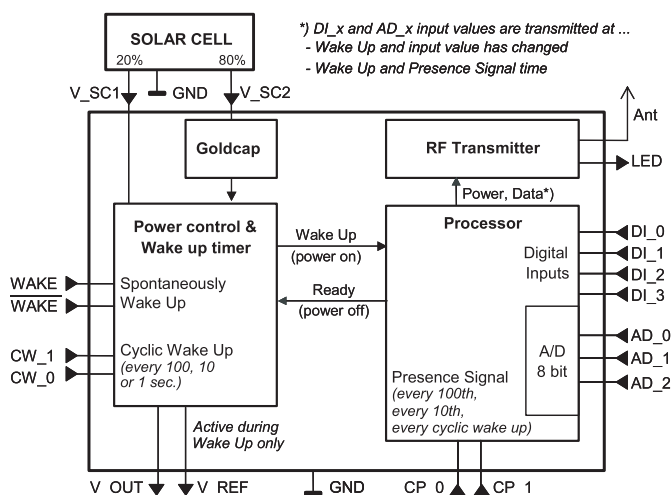 SOLAR CELL
20%
80%
*) DI_x and AD_x input values are transmitted at ...
- Wake Up and input value has changed
- Wake Up and Presence Signal time
V_SC1
GND
V_SC2
Ant
Goldcap
RF Transmitter
LED
Power, Data*)
Power control &
Wake up timer
Wake Up
(power on)
Processor
Digital
Inputs
DI_0
DI_1
DI_2
DI_3
Ready
(power off)
WAKE
WAKE
Spontaneously
Wake Up
CW_1
CW_0
Cyclic Wake Up
(every 100, 10
or 1 sec.)
A/D
8 bit
AD_0
AD_1
AD_2
Presence Signal
(every 100th,
every 10th,
every cyclic wake up)
Active during
Wake Up only
V_OUT
V_REF
GND
CP_0
CP_1